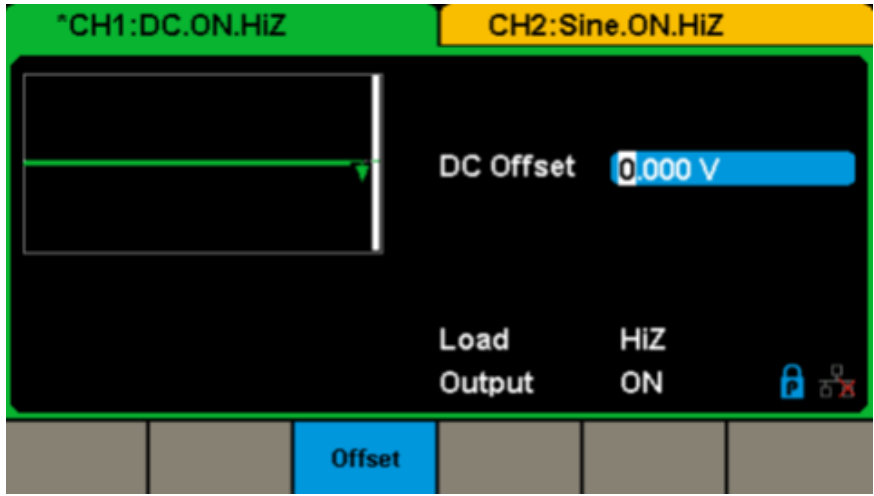 *CH1:DC.ON.HiZ CH2:Sine.ON.HiZ
DC Offset 0.000 V
Load HiZ
Output ON
P
Offset